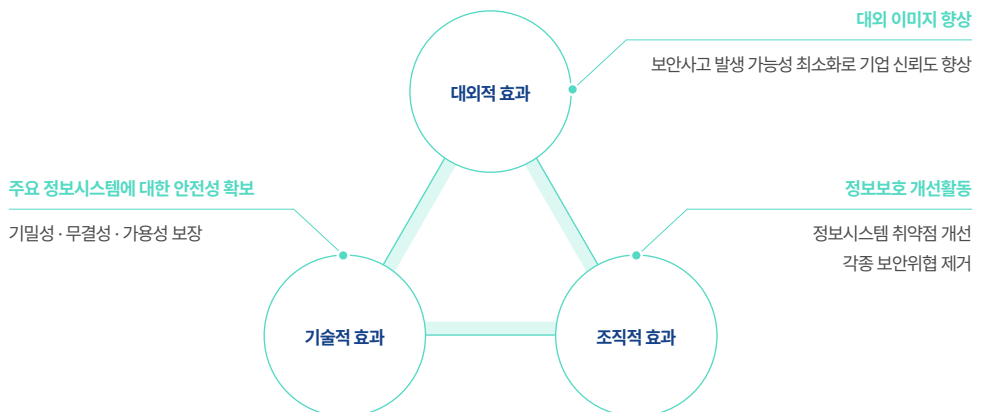 대외 이미지 향상
보안사고 발생 가능성 최소화로 기업 신뢰도 향상
대외적 효과
주요 정보시스템에 대한 안전성 확보
기밀성 · 무결성 · 가용성 보장
정보보호 개선활동
정보시스템 취약점 개선
각종 보안위협 제거
기술적 효과
조직적 효과